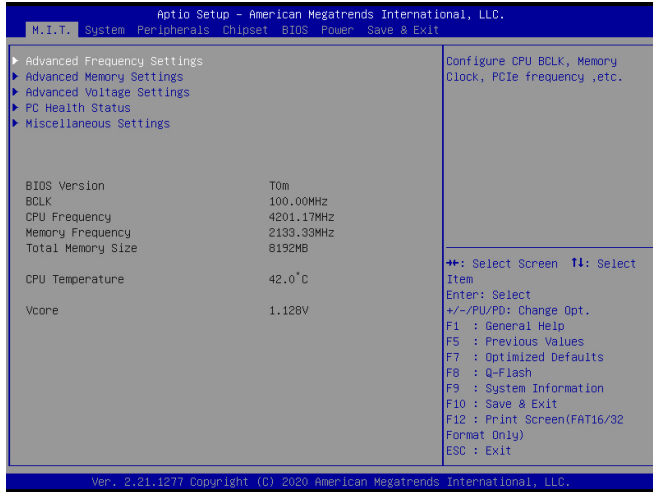 Aptio Setup – American Megatrends International, LLC.
M.I.T. System Peripherals Chipset BIOS Power Save & Exit
Advanced Frequency Settings
Advanced Memory Settings
Advanced Voltage Settings
PC Health Status
Miscellaneous Settings
BIOS Version T0m
BCLK 100.00MHz
CPU Frequency 4201.17MHz
Memory Frequency 2133.33MHz
Total Memory Size 8192MB
CPU Temperature 42.0°C
Vcore 1.128V
Configure CPU BCLK, Memory
Clock, PCIe frequency ,etc.
→←: Select Screen ↑↓: Select
Item
Enter: Select
+/-/PU/PD: Change Opt.
F1 : General Help
F5 : Previous Values
F7 : Optimized Defaults
F8 : Q-Flash
F9 : System Information
F10 : Save & Exit
F12 : Print Screen(FAT16/32
Format Only)
ESC : Exit
Ver. 2.21.1277 Copyright (C) 2020 American Megatrends International, LLC.